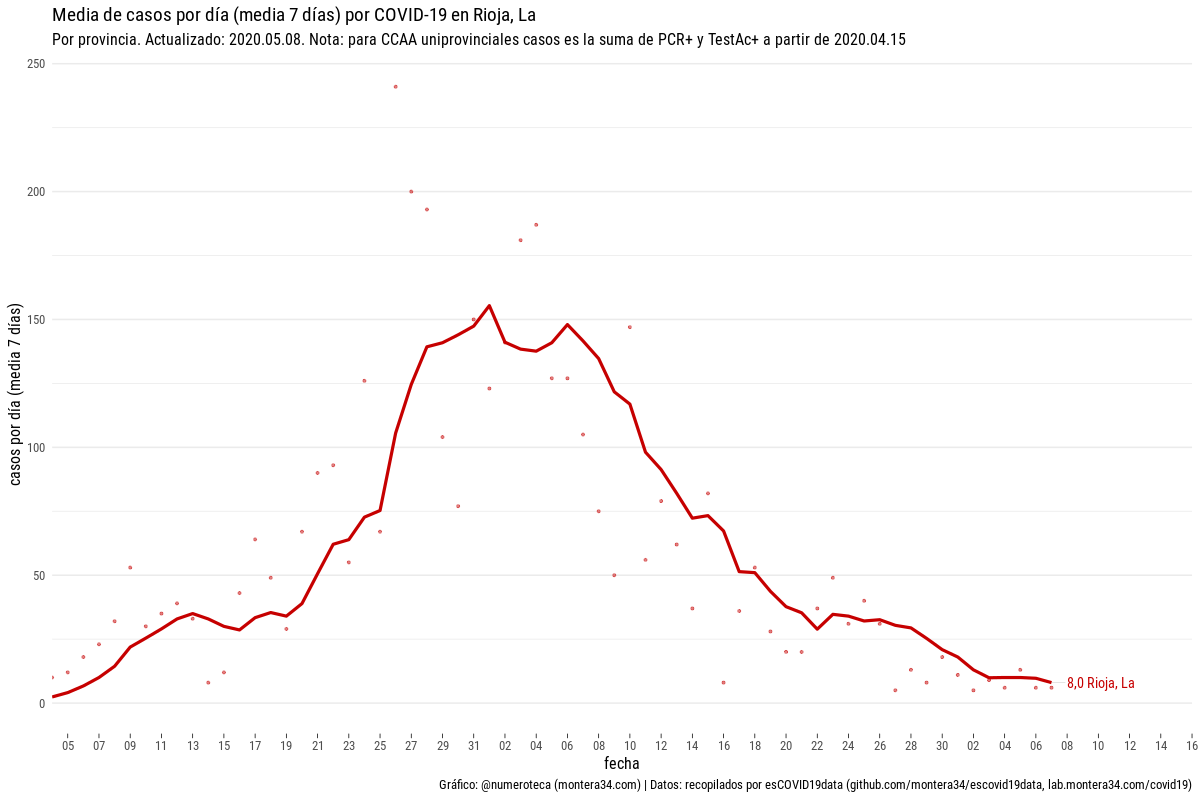 Media de casos por día (media 7 días) por COVID-19 en Rioja, La
Por provincia. Actualizado: 2020.05.08. Nota: para CCAA uniprovinciales casos es la suma de PCR+ y TestAc+ a partir de 2020.04.15
250
200
150
100
50
0
casos por día (media 7 días)
8,0 Rioja, La
05 07 09 11 13 15 17 19 21 23 25 27 29 31 02 04 06 08 10 12 14 16 18 20 22 24 26 28 30 02 04 06 08 10 12 14 16
fecha
Gráfico: @numeroteca (montera34.com) | Datos: recopilados por esCOVID19data (github.com/montera34/escovid19data, lab.montera34.com/covid19)